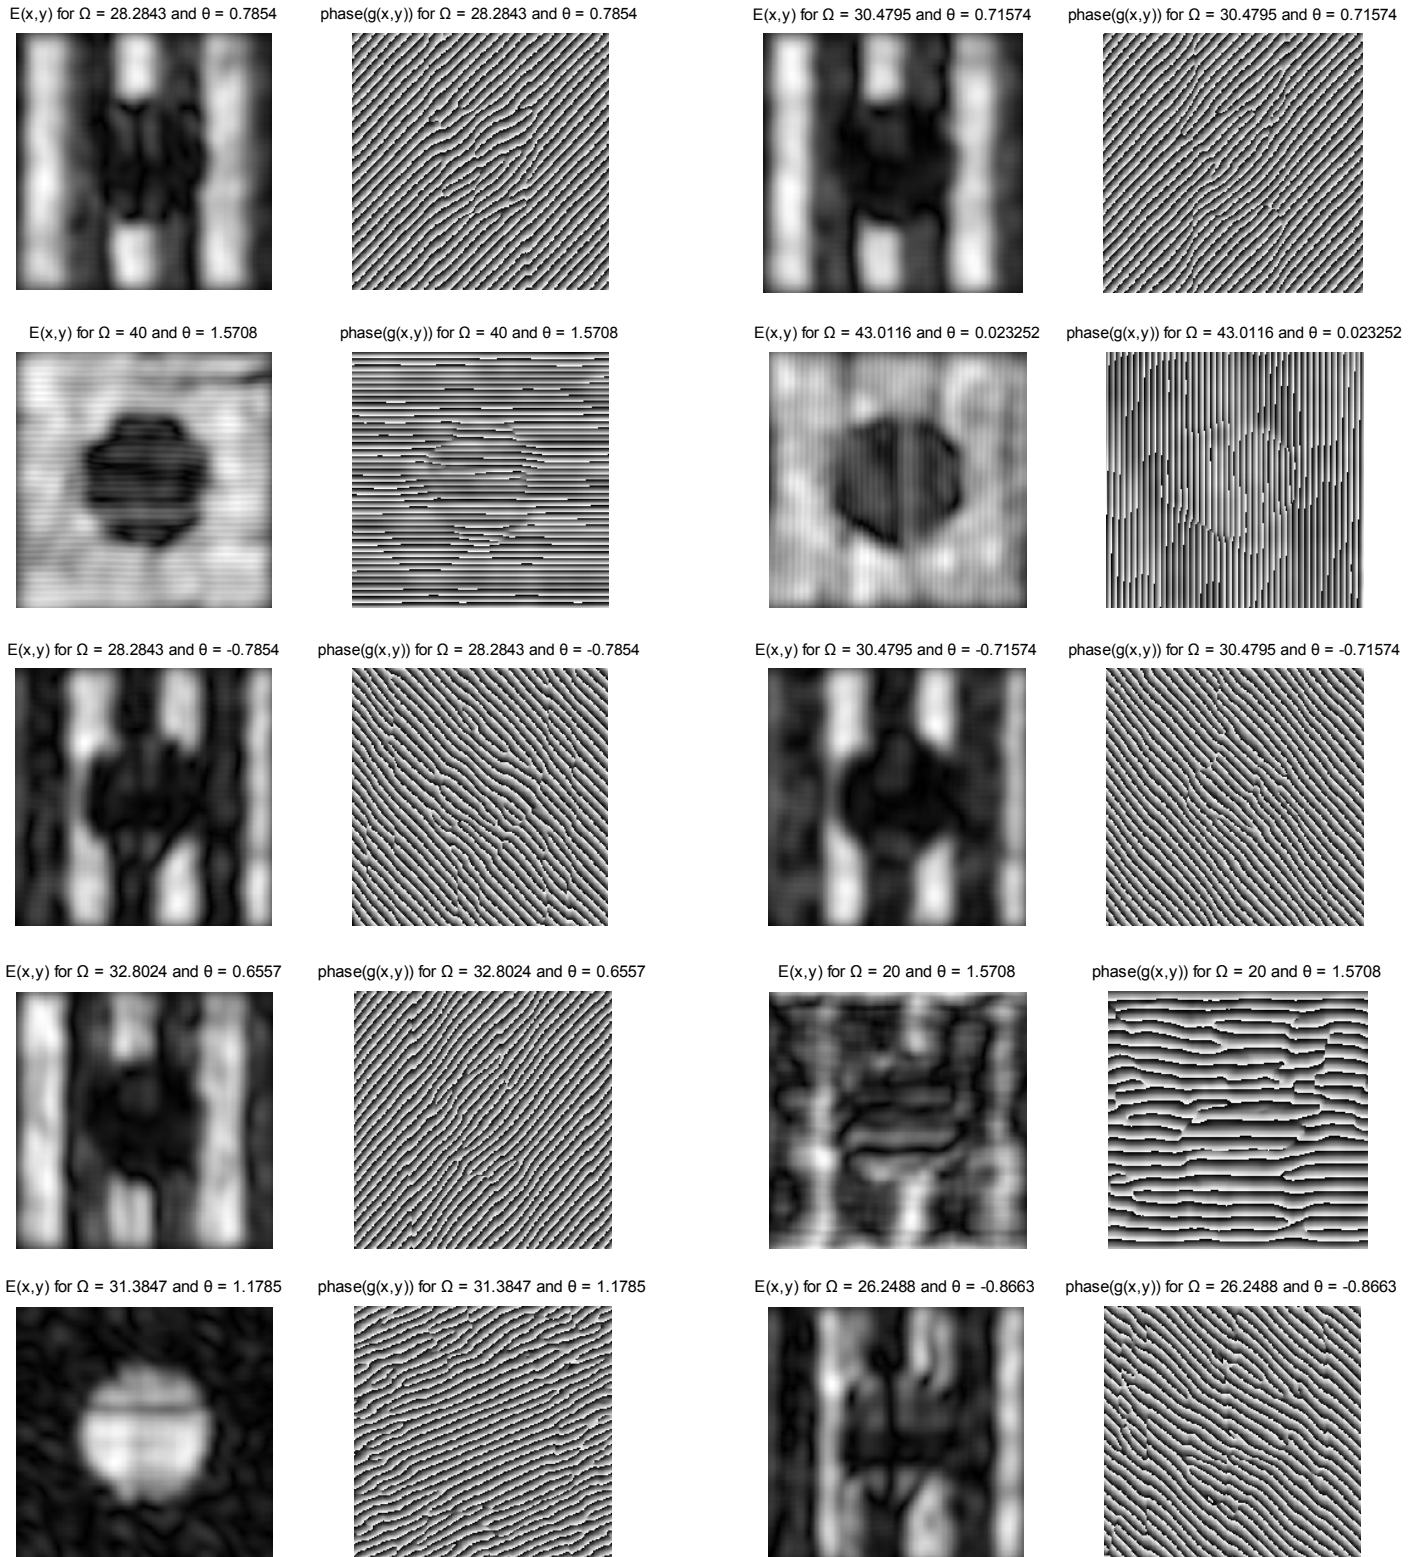 E(x,y) for Ω = 28.2843 and θ = 0.7854
phase(g(x,y)) for Ω = 28.2843 and θ = 0.7854
E(x,y) for Ω = 30.4795 and θ = 0.71574
phase(g(x,y)) for Ω = 30.4795 and θ = 0.71574
E(x,y) for Ω = 40 and θ = 1.5708
phase(g(x,y)) for Ω = 40 and θ = 1.5708
E(x,y) for Ω = 43.0116 and θ = 0.023252
phase(g(x,y)) for Ω = 43.0116 and θ = 0.023252
E(x,y) for Ω = 28.2843 and θ = -0.7854
phase(g(x,y)) for Ω = 28.2843 and θ = -0.7854
E(x,y) for Ω = 30.4795 and θ = -0.71574
phase(g(x,y)) for Ω = 30.4795 and θ = -0.71574
E(x,y) for Ω = 32.8024 and θ = 0.6557
phase(g(x,y)) for Ω = 32.8024 and θ = 0.6557
E(x,y) for Ω = 20 and θ = 1.5708
phase(g(x,y)) for Ω = 20 and θ = 1.5708
E(x,y) for Ω = 31.3847 and θ = 1.1785
phase(g(x,y)) for Ω = 31.3847 and θ = 1.1785
E(x,y) for Ω = 26.2488 and θ = -0.8663
phase(g(x,y)) for Ω = 26.2488 and θ = -0.8663